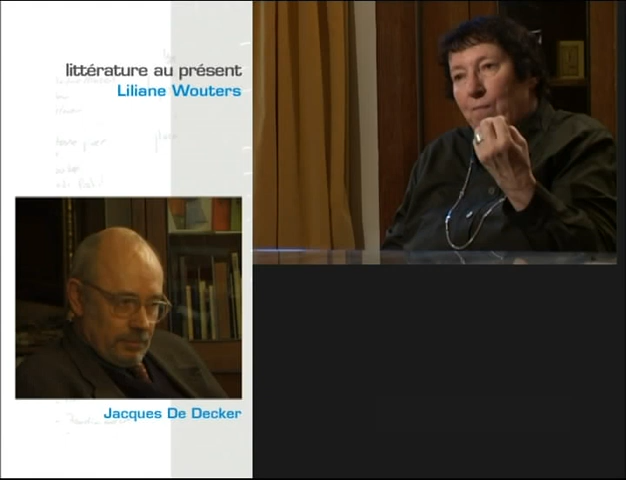 littérature au présent
Liliane Wouters
Jacques De Decker